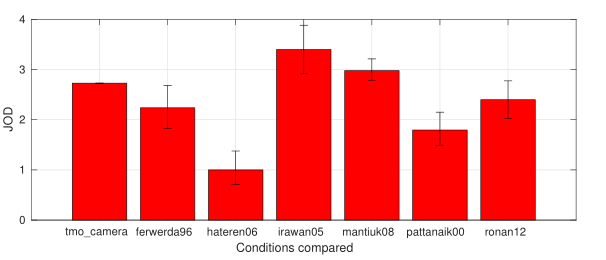 4
3
2
1
0
JOD
tmo_camera ferwerda96 hateren06 irawan05 mantiuk08 pattanaik00 ronan12
Conditions compared